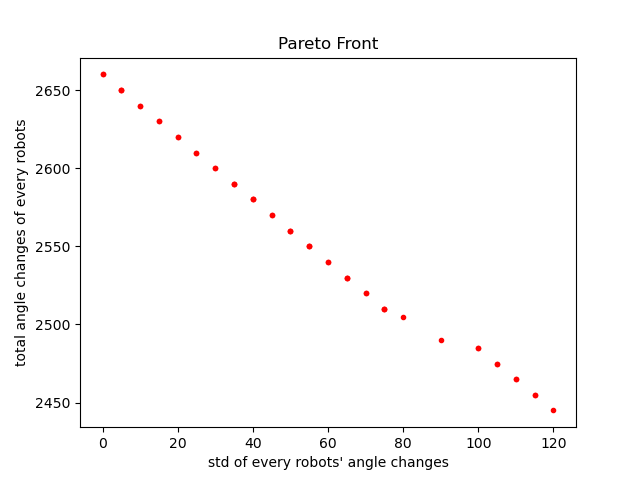 Pareto Front
total angle changes of every robots
2650
2600
2550
2500
2450
0 20 40 60 80 100 120
std of every robots' angle changes